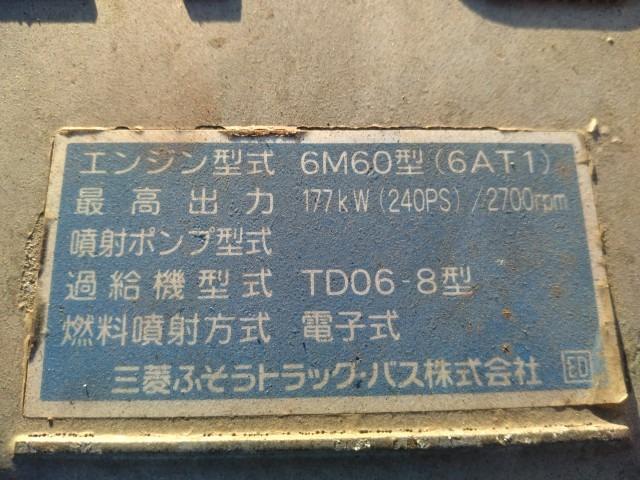 エンジン型式 6M60型(6AT1)
最高出力 177kW(240PS)/2700rpm
噴射ポンプ型式
過給機型式 TD06-8型
燃料噴射方式 電子式
三菱ふそうトラック・バス株式会社